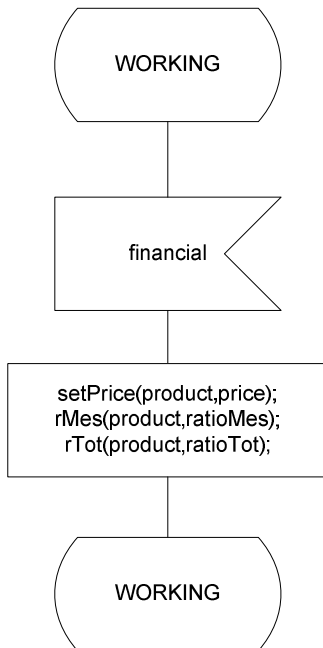 WORKING
financial
setPrice(product,price);
rMes(product,ratioMes);
rTot(product,ratioTot);
WORKING